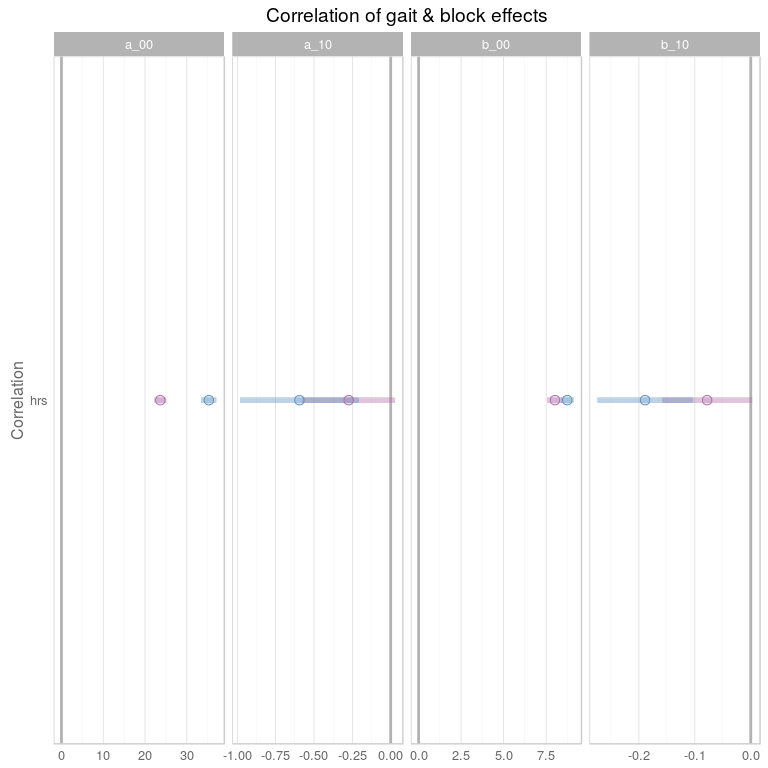 Correlation of gait & block effects
a_00 a_10 b_00 b_10
Correlation
hrs
0 10 20 30 -1.00 -0.75 -0.50 -0.25 0.00 0.0 2.5 5.0 7.5 -0.2 -0.1 0.0